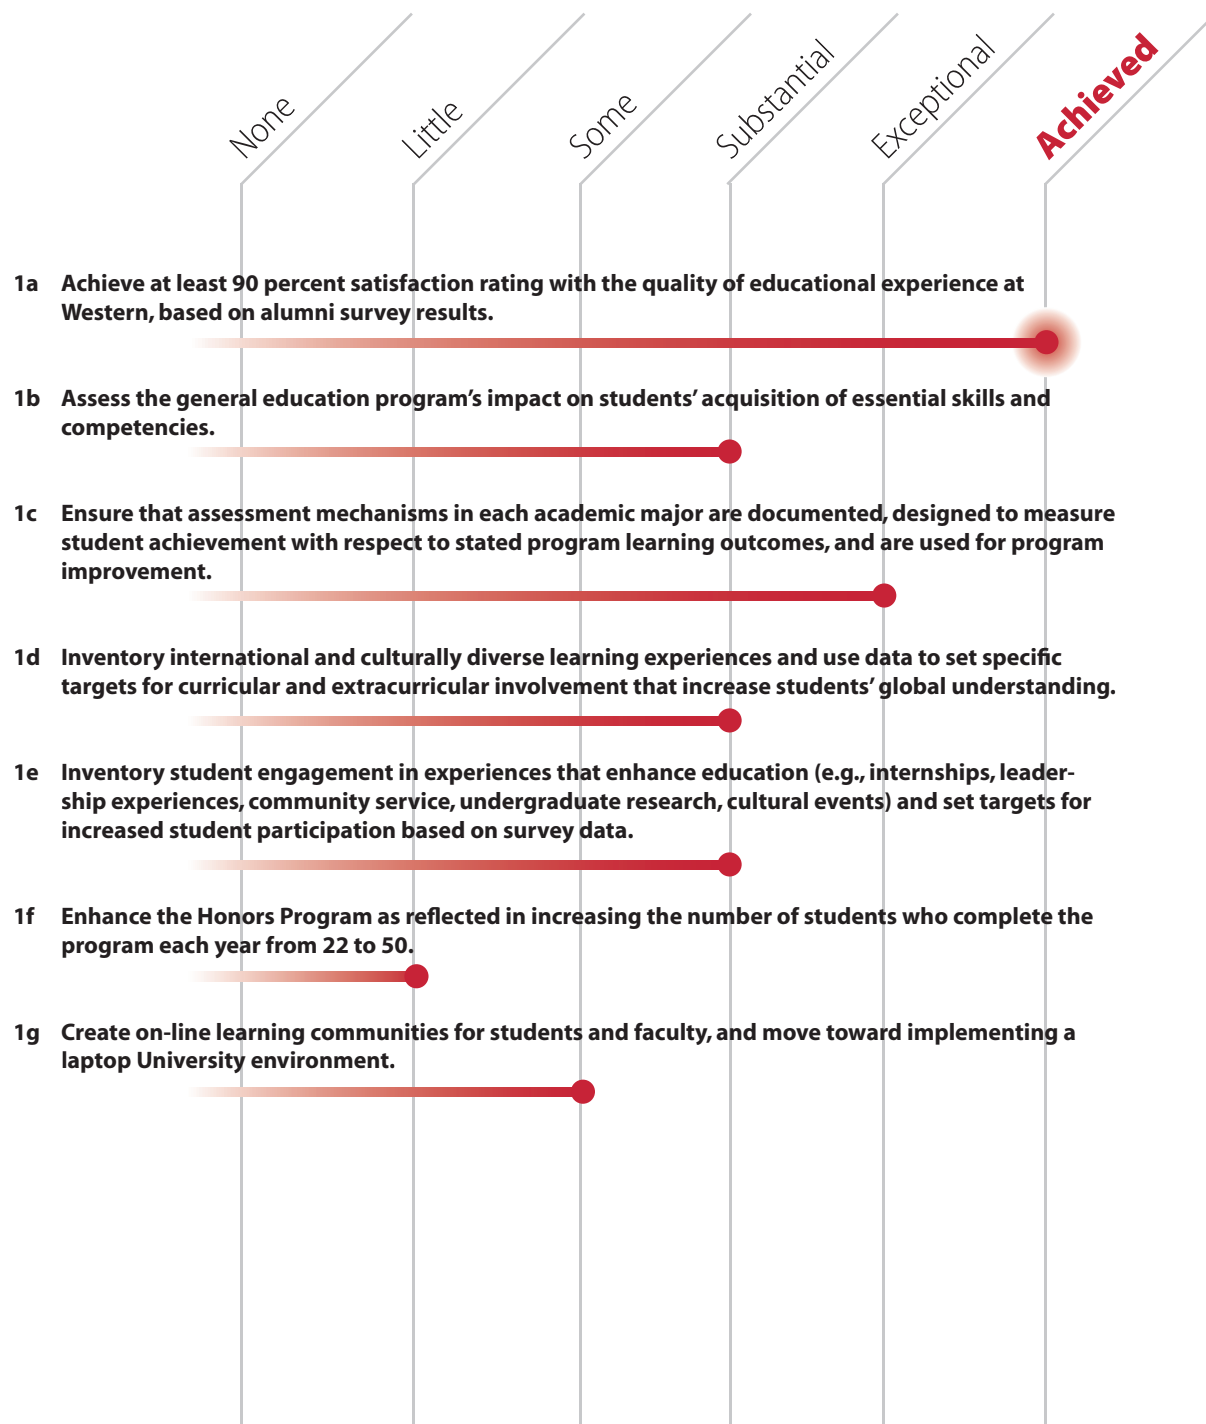 None
Little
Some
Substantial
Exceptional
Achieved
1a Achieve at least 90 percent satisfaction rating with the quality of educational experience at
Western, based on alumni survey results.
1b Assess the general education program’s impact on students’ acquisition of essential skills and
competencies.
1c Ensure that assessment mechanisms in each academic major are documented, designed to measure
student achievement with respect to stated program learning outcomes, and are used for program
improvement.
1d Inventory international and culturally diverse learning experiences and use data to set specific
targets for curricular and extracurricular involvement that increase students’ global understanding.
1e Inventory student engagement in experiences that enhance education (e.g., internships, leader-
ship experiences, community service, undergraduate research, cultural events) and set targets for
increased student participation based on survey data.
1f Enhance the Honors Program as reflected in increasing the number of students who complete the
program each year from 22 to 50.
1g Create on-line learning communities for students and faculty, and move toward implementing a
laptop University environment.